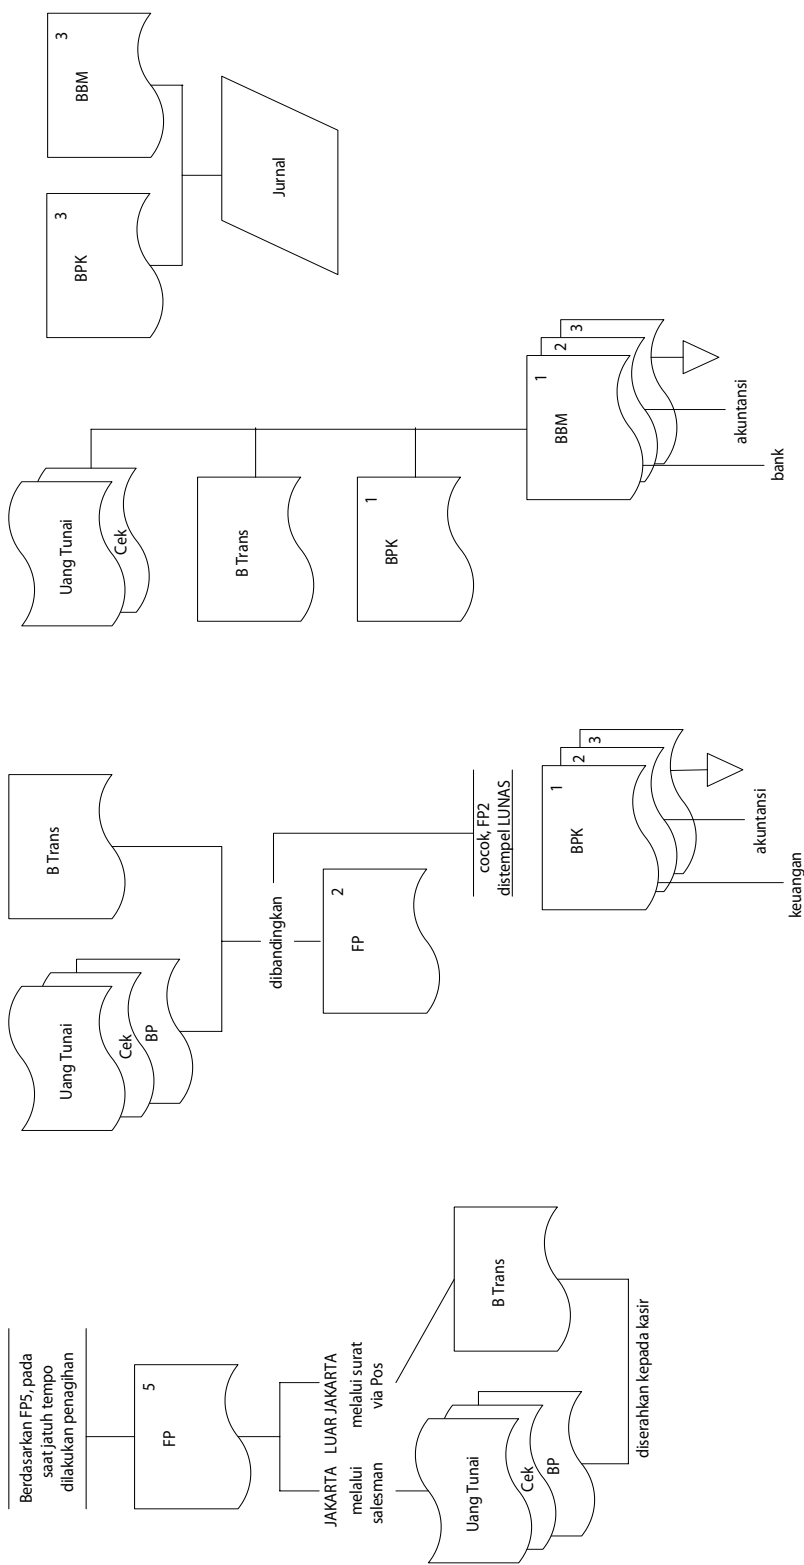 Berdasarkan FP5, pada
saat jatuh tempo
dilakukan penagihan
5
FP
JAKARTA
melalui
salesman
LUAR JAKARTA
melalui surat
via Pos
Uang Tunai
Cek
BP
B Trans
diserahkan kepada kasir
Uang Tunai
Cek
BP
B Trans
dibandingkan
2
FP
cocok, FP2
distempel LUNAS
1
2
3
BPK
keuangan
akuntansi
Uang Tunai
Cek
B Trans
1
BPK
1
2
3
BBM
bank
akuntansi
3
BPK
3
BBM
Jurnal